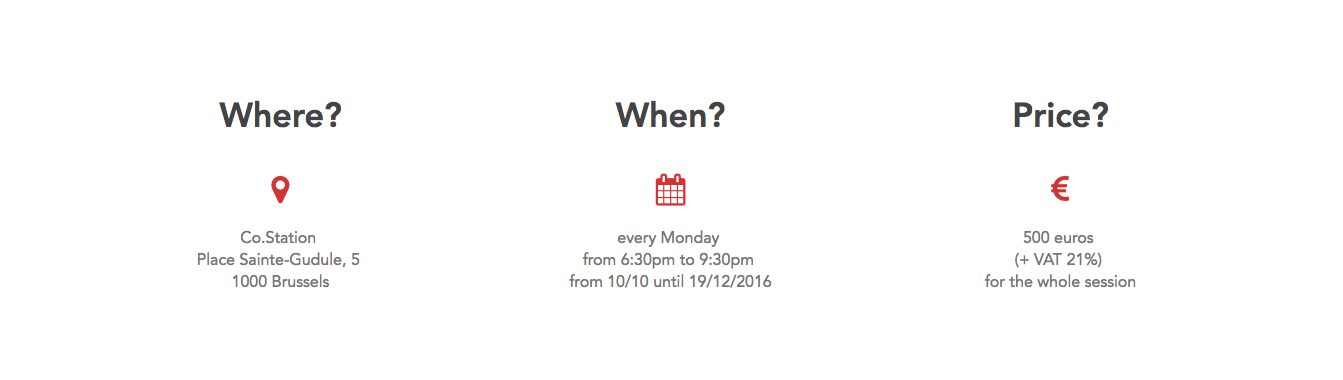 Where?
Co.Station
Place Sainte-Gudule, 5
1000 Brussels
When?
every Monday
from 6:30pm to 9:30pm
from 10/10 until 19/12/2016
Price?
€
500 euros
(+ VAT 21%)
for the whole session